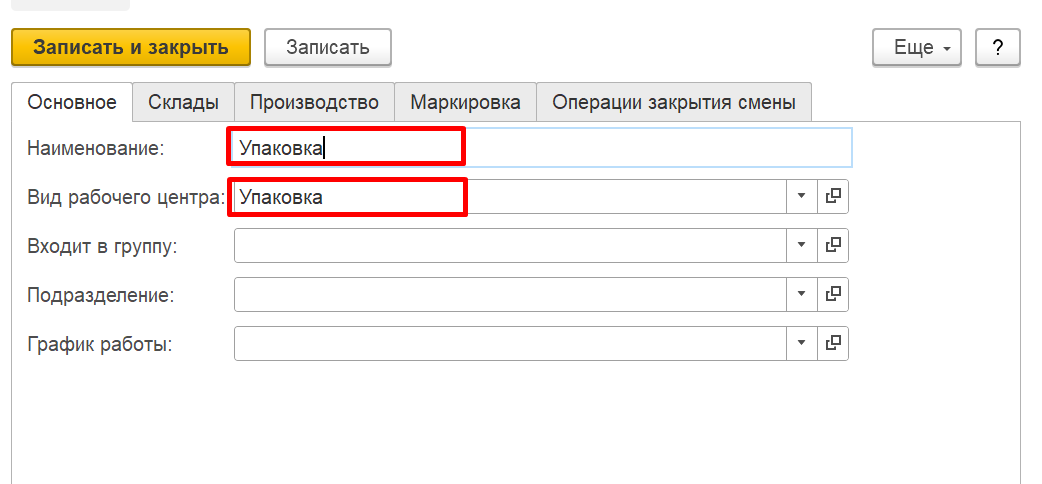 Записать и закрыть Записать Еще ?
Основное Склады Производство Маркировка Операции закрытия смены
Наименование: Упаковка
Вид рабочего центра: Упаковка
Входит в группу:
Подразделение:
График работы: